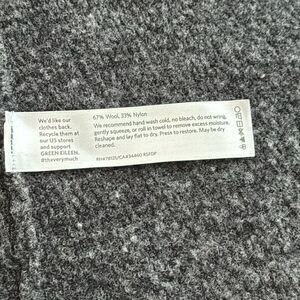 We'd like our
clothes back.
Recycle them at
our US stores
and support
GREEN EILEEN.
#thxverymuch
67% Wool, 33% Nylon
We recommend hand wash cold, no bleach, do not wring,
gently squeeze, or roll in towel to remove excess moisture.
Reshape and lay flat to dry. Press to restore. May be dry
cleaned.